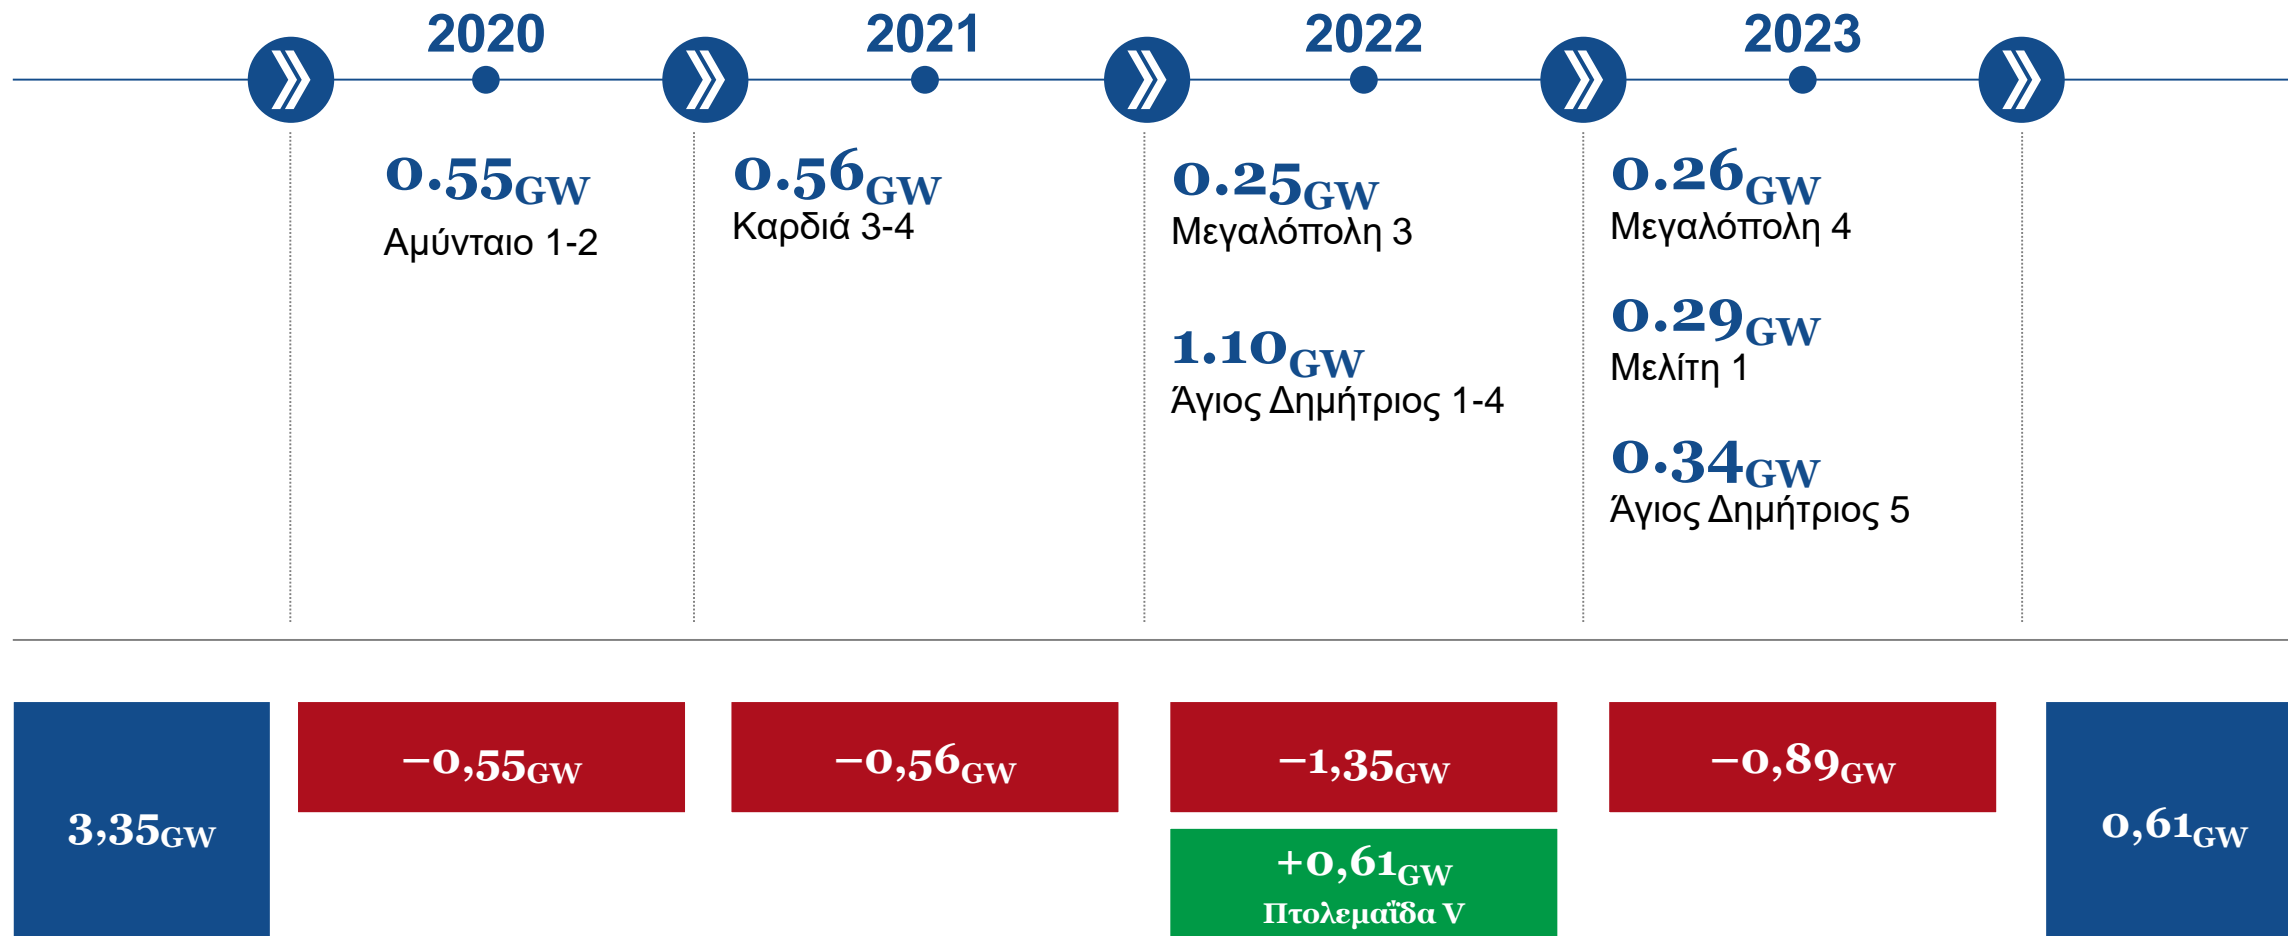 2020
2021
2022
2023
0.55GW
Αμύνταιο 1-2
0.56GW
Καρδιά 3-4
0.25GW
Μεγαλόπολη 3
1.10GW
Άγιος Δημήτριος 1-4
0.26GW
Μεγαλόπολη 4
0.29GW
Μελίτη 1
0.34GW
Άγιος Δημήτριος 5
3,35GW
–0,55GW
–0,56GW
–1,35GW
+0,61GW
Πτολεμαΐδα V
–0,89GW
0,61GW